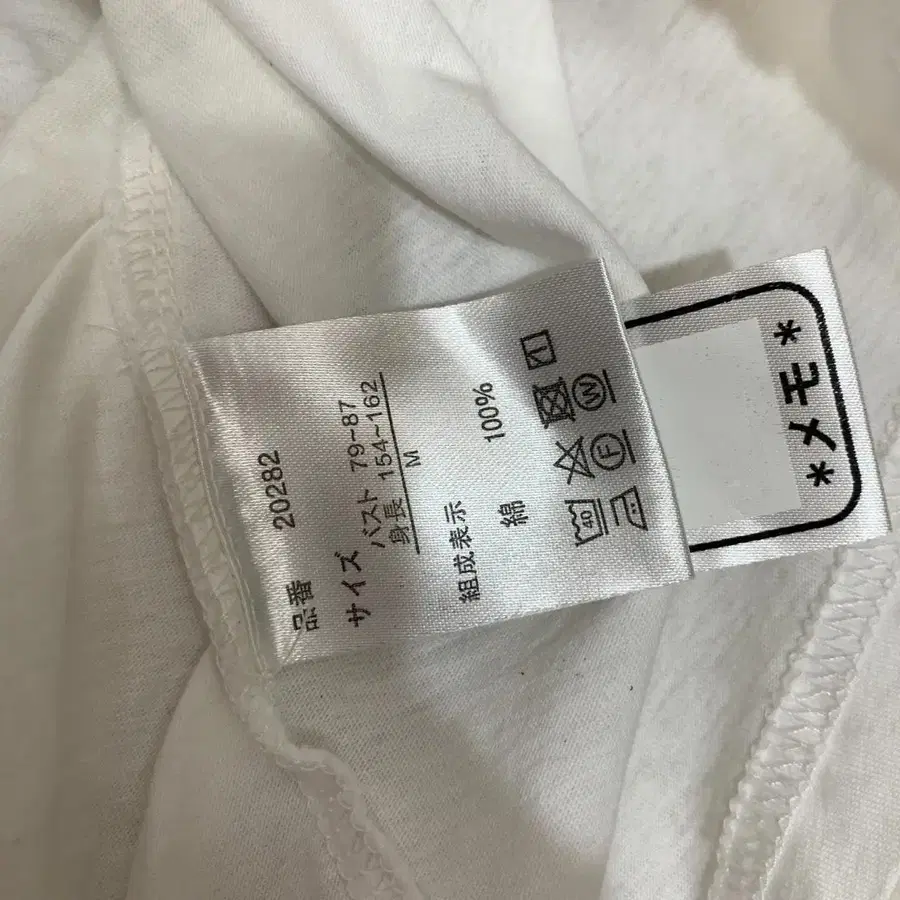 品番 20282
サイズ
バスト 79-87
身長 154~162
M
組成表示
綿 100%
40
F
W
*メモ*